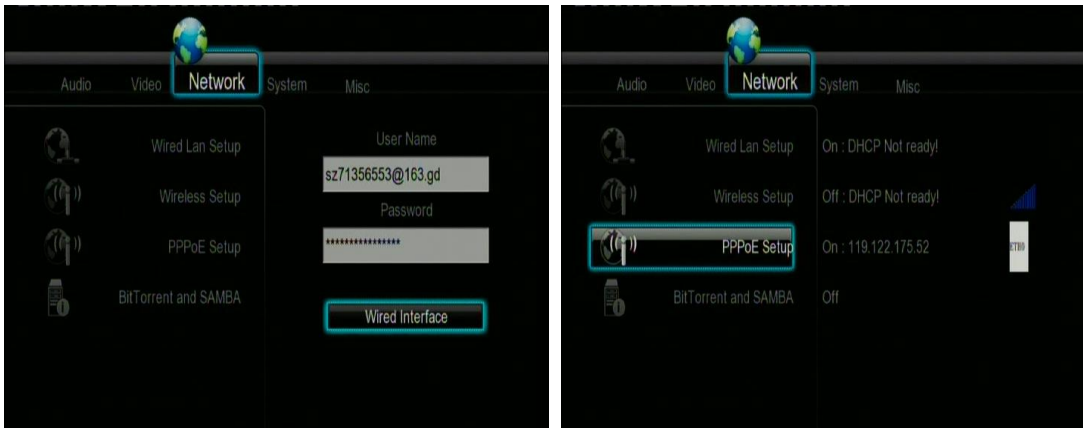 Audio Video Network System Misc
Wired Lan Setup
Wireless Setup
PPPoE Setup
BitTorrent and SAMBA
User Name
sz71356553@163.gd
Password
****************
Wired Interface
Audio Video Network System Misc
Wired Lan Setup On : DHCP Not ready!
Wireless Setup Off : DHCP Not ready!
PPPoE Setup On : 119.122.175.52
BitTorrent and SAMBA Off